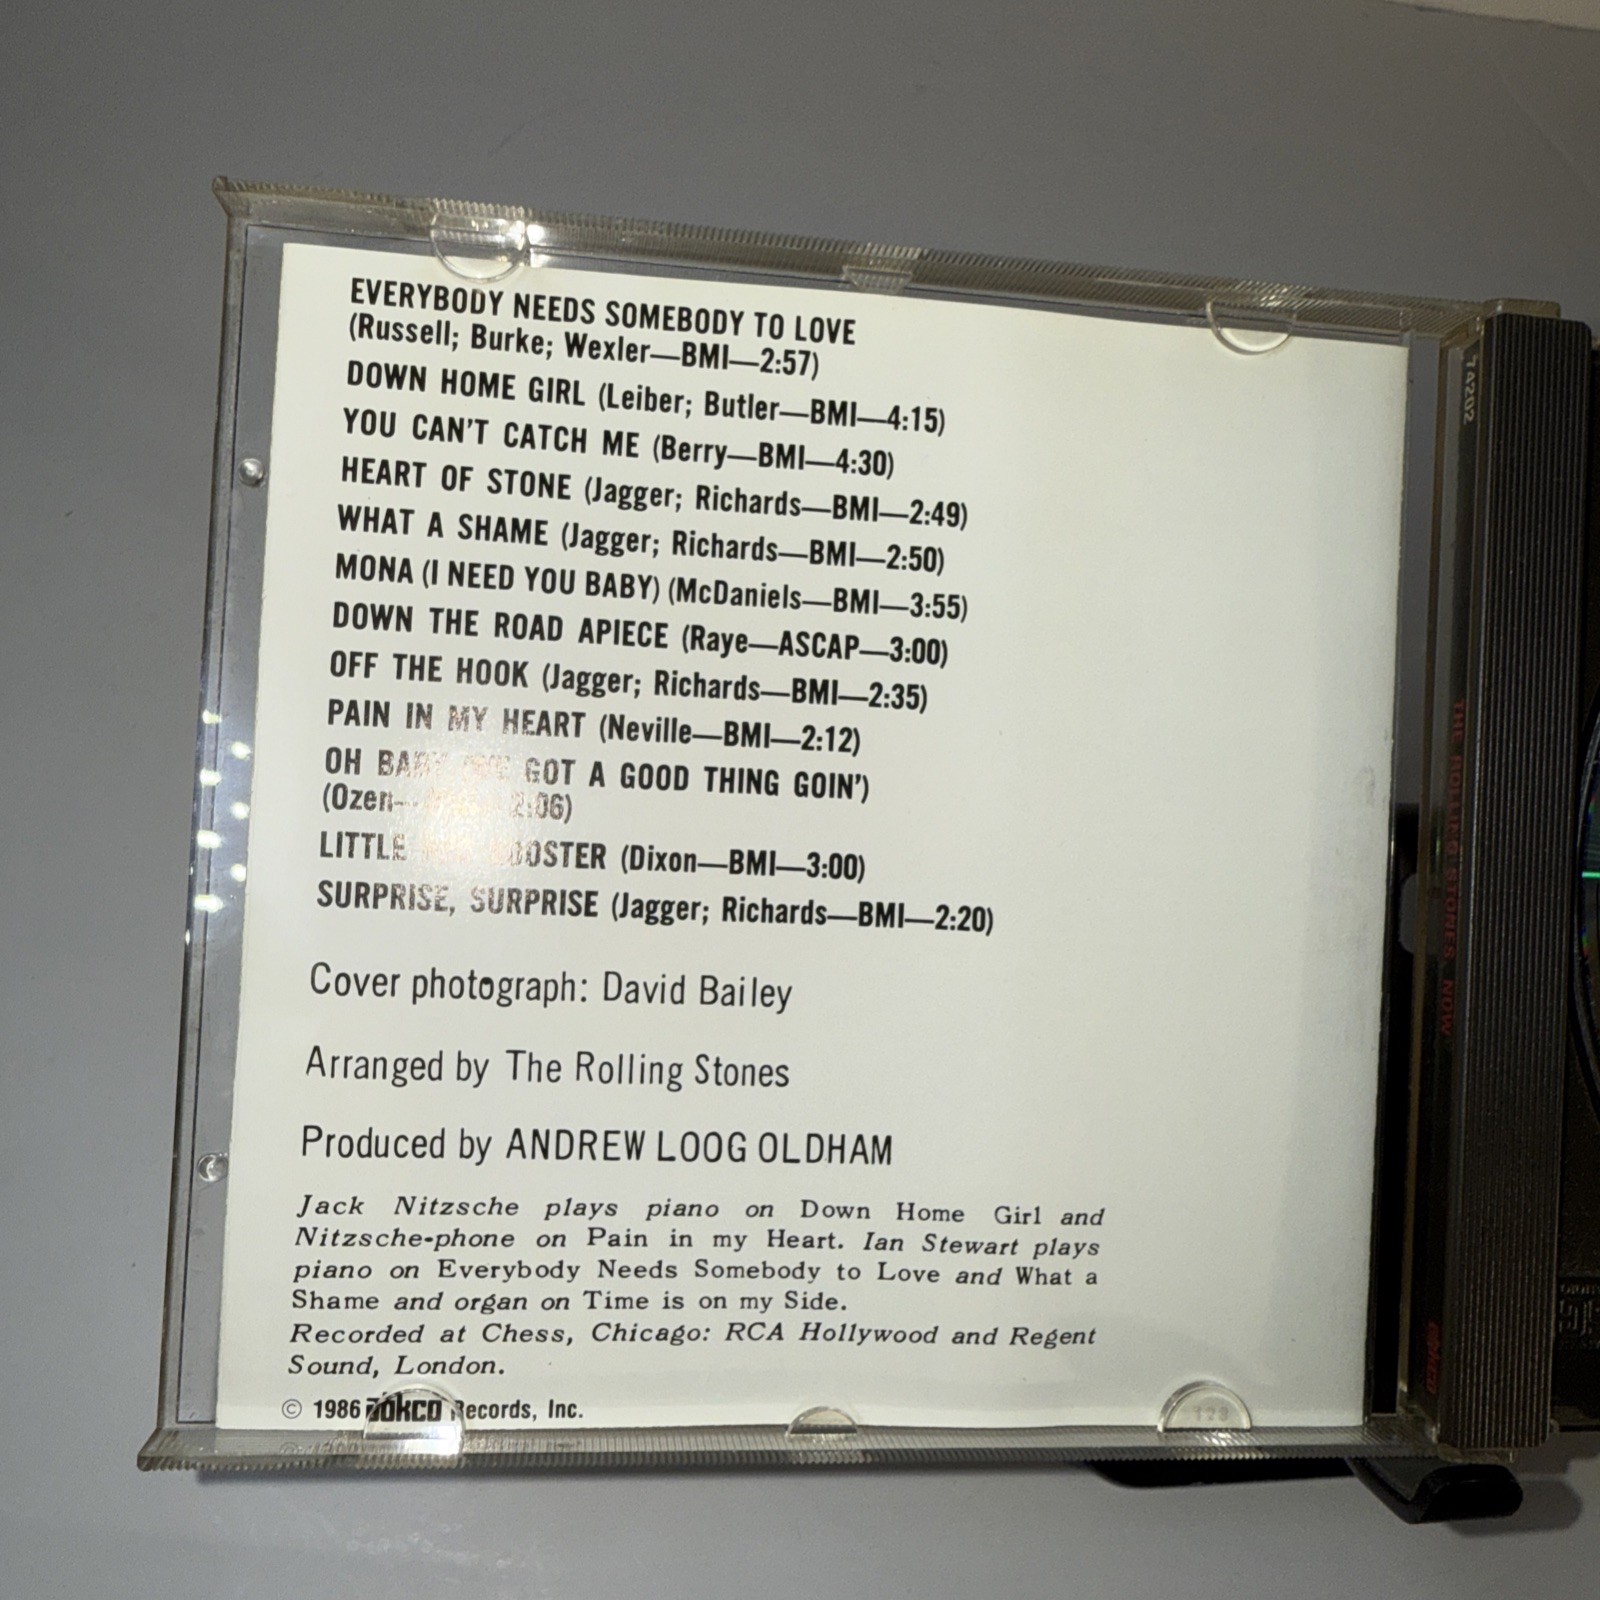 EVERYBODY NEEDS SOMEBODY TO LOVE
(Russell; Burke; Wexler—BMI—2:57)
DOWN HOME GIRL (Leiber; Butler—BMI—4:15)
YOU CAN'T CATCH ME (Berry—BMI—4:30)
HEART OF STONE (Jagger; Richards—BMI—2:49)
WHAT A SHAME (Jagger; Richards—BMI—2:50)
MONA (I NEED YOU BABY) (McDaniels—BMI—3:55)
DOWN THE ROAD APIECE (Raye—ASCAP—3:00)
OFF THE HOOK (Jagger; Richards—BMI—2:35)
PAIN IN MY HEART (Neville—BMI—2:12)
OH GOT A GOOD THING GOIN')
(Ozen— 2:06)
LITTLE ROOSTER (Dixon—BMI—3:00)
SURPRISE, SURPRISE (Jagger; Richards—BMI—2:20)
Cover photograph: David Bailey
Arranged by The Rolling Stones
Produced by ANDREW LOOG OLDHAM
Jack Nitzsche plays piano on Down Home Girl and
Nitzsche-phone on Pain in my Heart. Ian Stewart plays
piano on Everybody Needs Somebody to Love and What a
Shame and organ on Time is on my Side.
Recorded at Chess, Chicago: RCA Hollywood and Regent
Sound, London.
© 1986 abkco Records, Inc.
74202
THE ROLLING STONES NOW
abkco